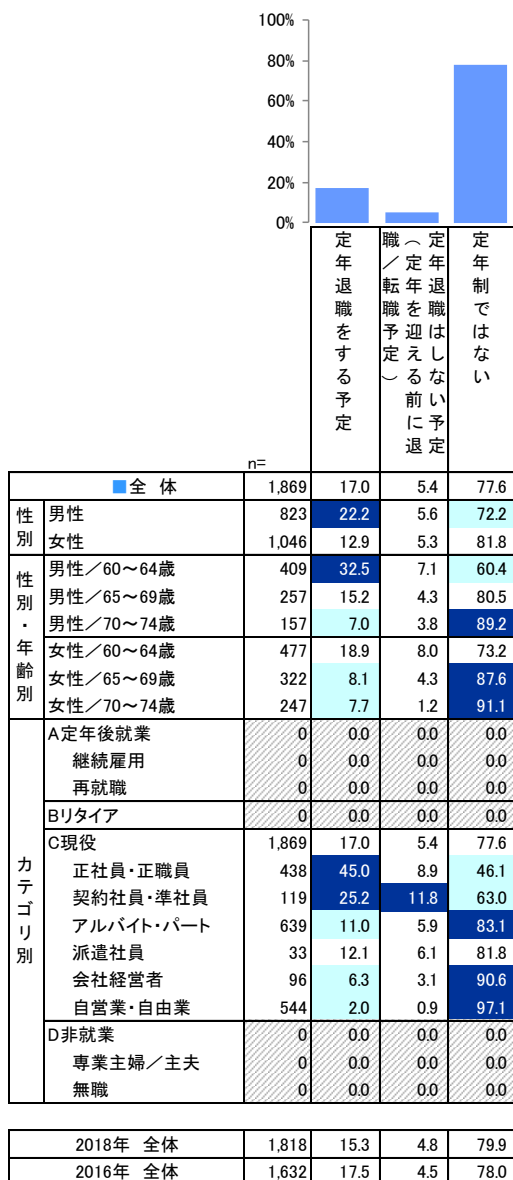 100%
80%
60%
40%
20%
0%
定年退職をする予定
定年退職はしない予定
（定年を迎える前に退
職／転職予定）
定年制ではない
n=
■全 体 1,869 17.0 5.4 77.6
性別
男性 823 22.2 5.6 72.2
女性 1,046 12.9 5.3 81.8
性別・年齢別
男性／60～64歳 409 32.5 7.1 60.4
男性／65～69歳 257 15.2 4.3 80.5
男性／70～74歳 157 7.0 3.8 89.2
女性／60～64歳 477 18.9 8.0 73.2
女性／65～69歳 322 8.1 4.3 87.6
女性／70～74歳 247 7.7 1.2 91.1
カテゴリ別
A定年後就業 0 0.0 0.0 0.0
継続雇用 0 0.0 0.0 0.0
再就職 0 0.0 0.0 0.0
Bリタイア 0 0.0 0.0 0.0
C現役 1,869 17.0 5.4 77.6
正社員・正職員 438 45.0 8.9 46.1
契約社員・準社員 119 25.2 11.8 63.0
アルバイト・パート 639 11.0 5.9 83.1
派遣社員 33 12.1 6.1 81.8
会社経営者 96 6.3 3.1 90.6
自営業・自由業 544 2.0 0.9 97.1
D非就業 0 0.0 0.0 0.0
専業主婦／主夫 0 0.0 0.0 0.0
無職 0 0.0 0.0 0.0
2018年 全体 1,818 15.3 4.8 79.9
2016年 全体 1,632 17.5 4.5 78.0